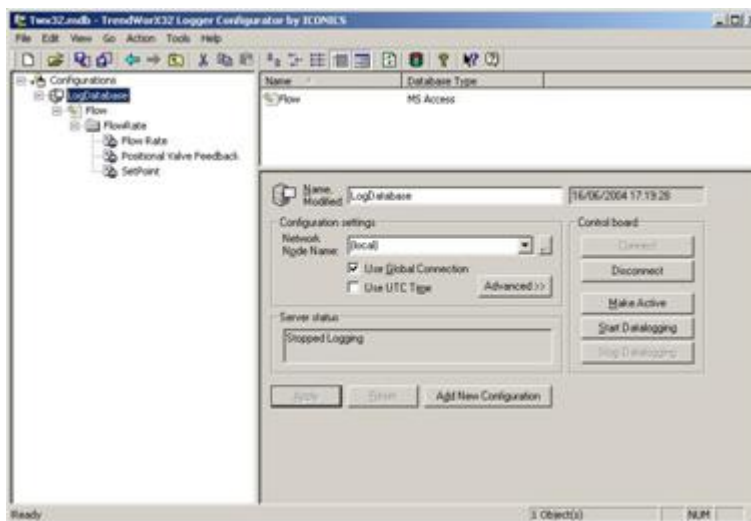 Twx32.mdb - TrendWorX32 Logger Configurator by ICONICS
File Edit View Go Action Tools Help
Configurations
LogDatabase
Flow
FlowRate
Flow Rate
Positional Valve Feedback
SetPoint
Name Database Type
Flow MS Access
Name LogDatabase
Modified 16/06/2004 17:19:28
Configuration settings
Network
Node Name: (local)
Use Global Connection
Use UTC Time
Advanced >>
Server status
Stopped Logging
Control board
Connect
Disconnect
Make Active
Start Datalogging
Stop Datalogging
Apply Reset Add New Configuration
Ready 1 Object(s) NUM